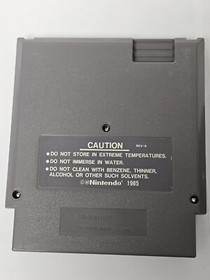 CAUTION REV-A
●DO NOT STORE IN EXTREME TEMPERATURES.
●DO NOT IMMERSE IN WATER.
●DO NOT CLEAN WITH BENZENE, THINNER,
ALCOHOL OR OTHER SUCH SOLVENTS.
©Nintendo® 1985